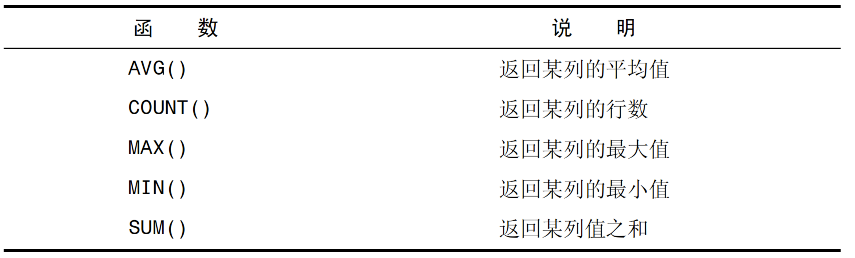 函 数 说 明
AVG() 返回某列的平均值
COUNT() 返回某列的行数
MAX() 返回某列的最大值
MIN() 返回某列的最小值
SUM() 返回某列值之和